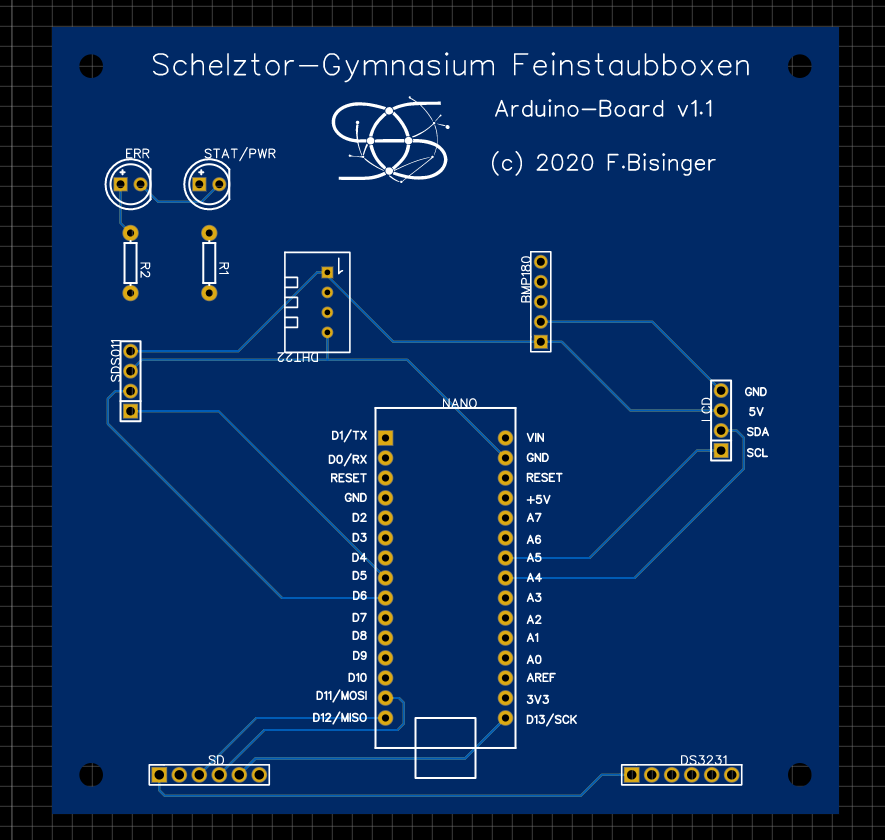 Schelztor-Gymnasium Feinstaubboxen
Arduino-Board v1.1
(c) 2020 F.Bisinger
ERR
STAT/PWR
+
+
R2
R1
1
DHT22
BMP180
SDS011
LCD
GND
5V
SDA
SCL
NANO
D1/TX
D0/RX
RESET
GND
D2
D3
D4
D5
D6
D7
D8
D9
D10
D11/MOSI
D12/MISO
VIN
GND
RESET
+5V
A7
A6
A5
A4
A3
A2
A1
A0
AREF
3V3
D13/SCK
SD
DS3231